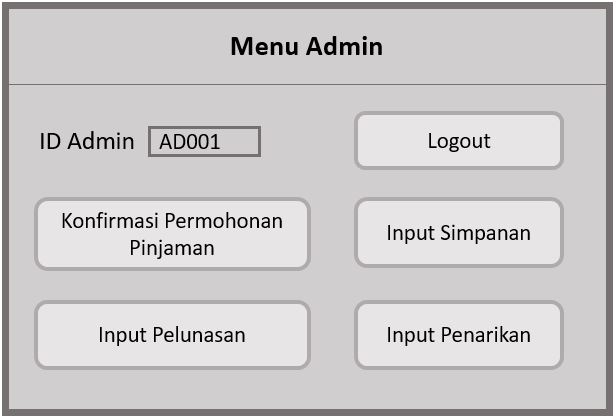 Menu Admin
ID Admin AD001
Logout
Konfirmasi Permohonan
Pinjaman
Input Simpanan
Input Pelunasan
Input Penarikan